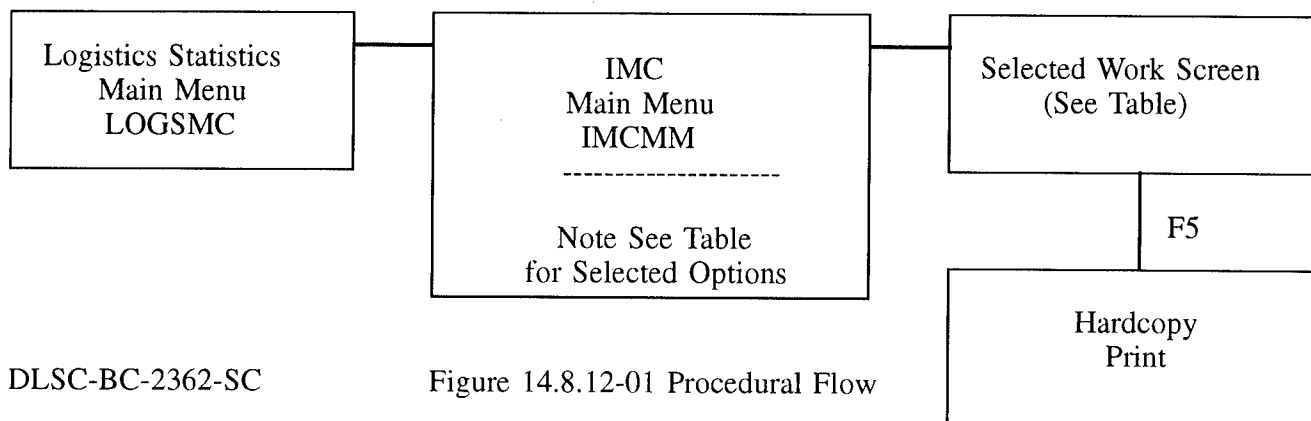 Logistics Statistics
Main Menu
LOGSMC
IMC
Main Menu
IMCMM
--------------------
Note See Table
for Selected Options
Selected Work Screen
(See Table)
F5
Hardcopy
Print
DLSC-BC-2362-SC
Figure 14.8.12-01 Procedural Flow